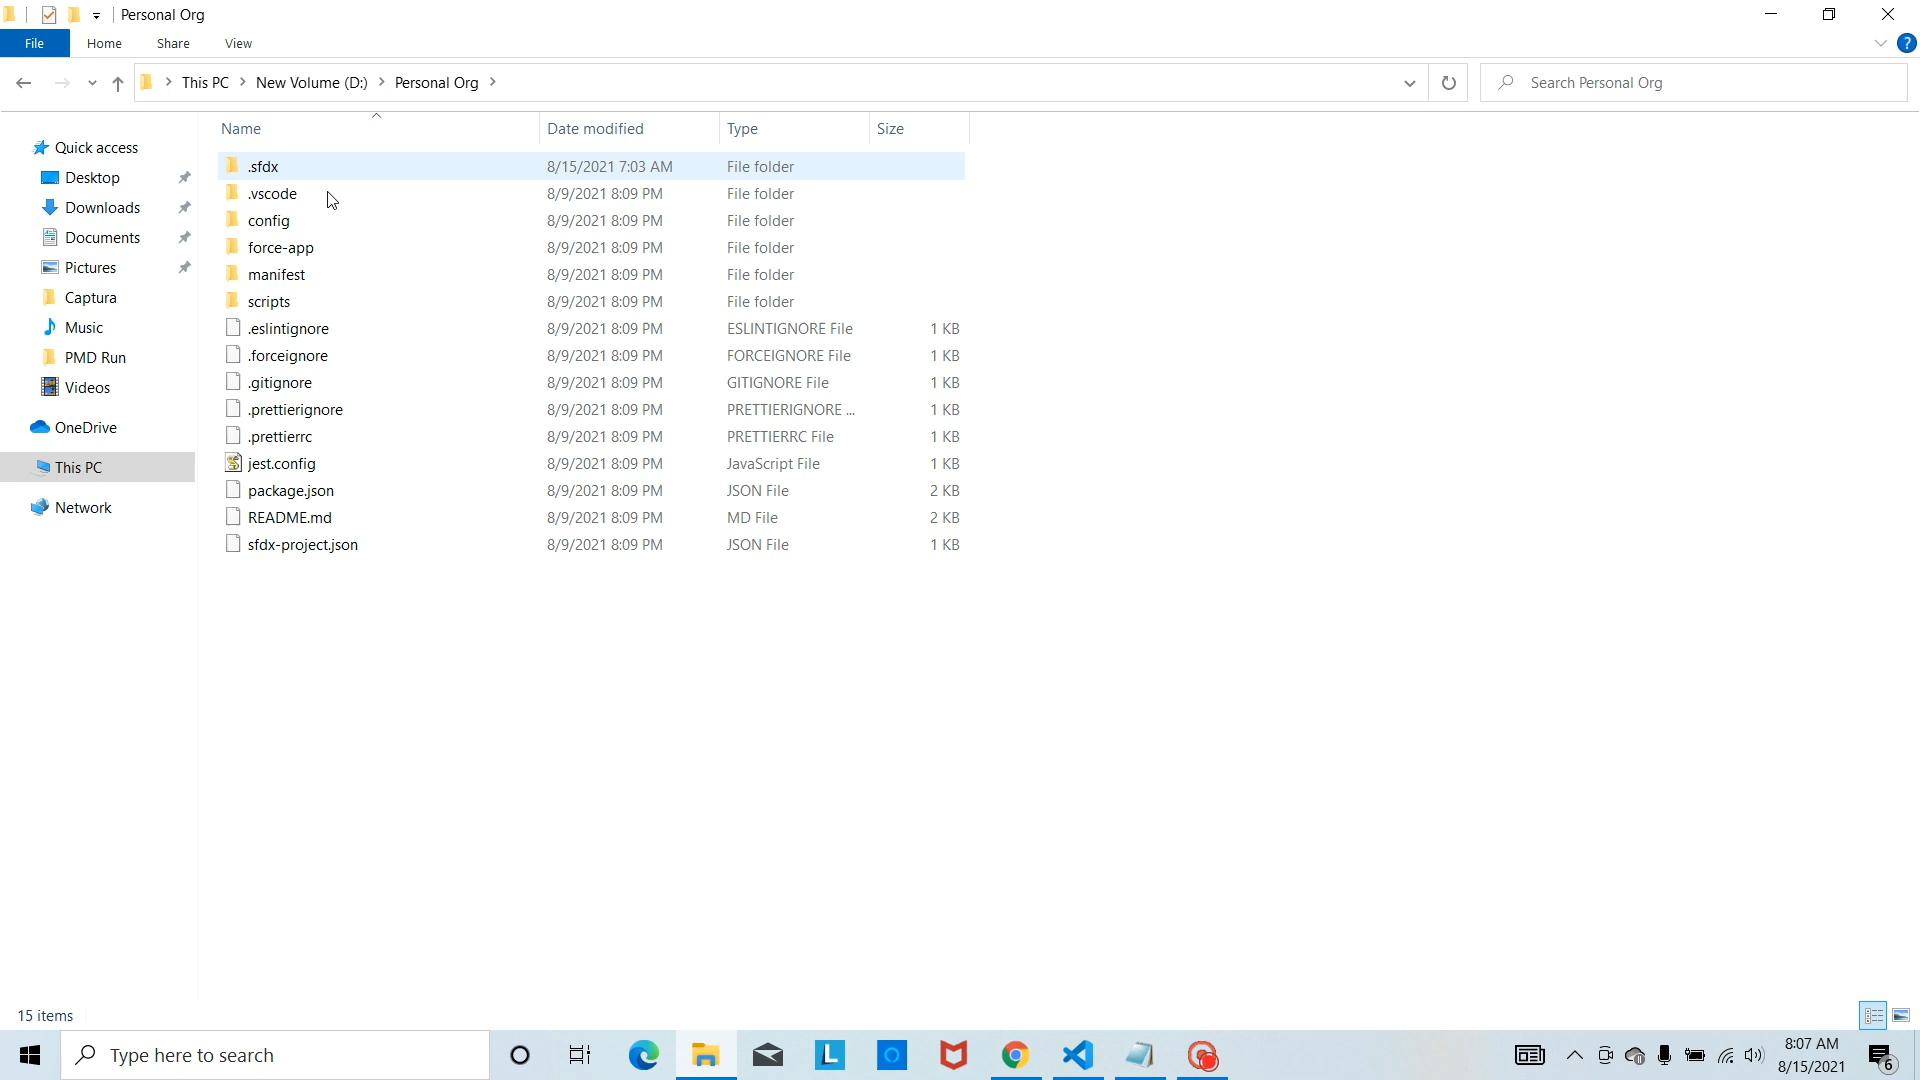 Personal Org
File Home Share View
This PC New Volume (D:) Personal Org
Search Personal Org
Name Date modified Type Size
Quick access
Desktop
Downloads
Documents
Pictures
Captura
Music
PMD Run
Videos
OneDrive
This PC
Network
.sfdx 8/15/2021 7:03 AM File folder
.vscode 8/9/2021 8:09 PM File folder
config 8/9/2021 8:09 PM File folder
force-app 8/9/2021 8:09 PM File folder
manifest 8/9/2021 8:09 PM File folder
scripts 8/9/2021 8:09 PM File folder
.eslintignore 8/9/2021 8:09 PM ESLINTIGNORE File 1 KB
.forceignore 8/9/2021 8:09 PM FORCEIGNORE File 1 KB
.gitignore 8/9/2021 8:09 PM GITIGNORE File 1 KB
.prettierignore 8/9/2021 8:09 PM PRETTIERIGNORE ... 1 KB
.prettierrc 8/9/2021 8:09 PM PRETTIERRC File 1 KB
jest.config 8/9/2021 8:09 PM JavaScript File 1 KB
package.json 8/9/2021 8:09 PM JSON File 2 KB
README.md 8/9/2021 8:09 PM MD File 2 KB
sfdx-project.json 8/9/2021 8:09 PM JSON File 1 KB
15 items
Type here to search
L
8:07 AM
8/15/2021
6